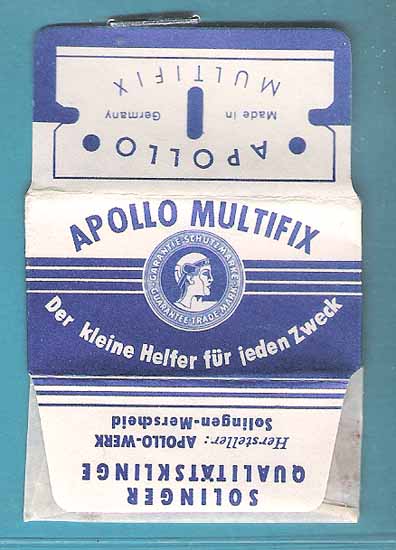 APOLLO
Made in
Germany
MULTIFIX
APOLLO MULTIFIX
GARANTIE-SCHUTZMARKE
GUARANTEE-TRADE-MARK
Der kleine Helfer für jeden Zweck
SOLINGER
QUALITÄTSKLINGE
Hersteller: APOLLO-WERK
Solingen-Merscheid